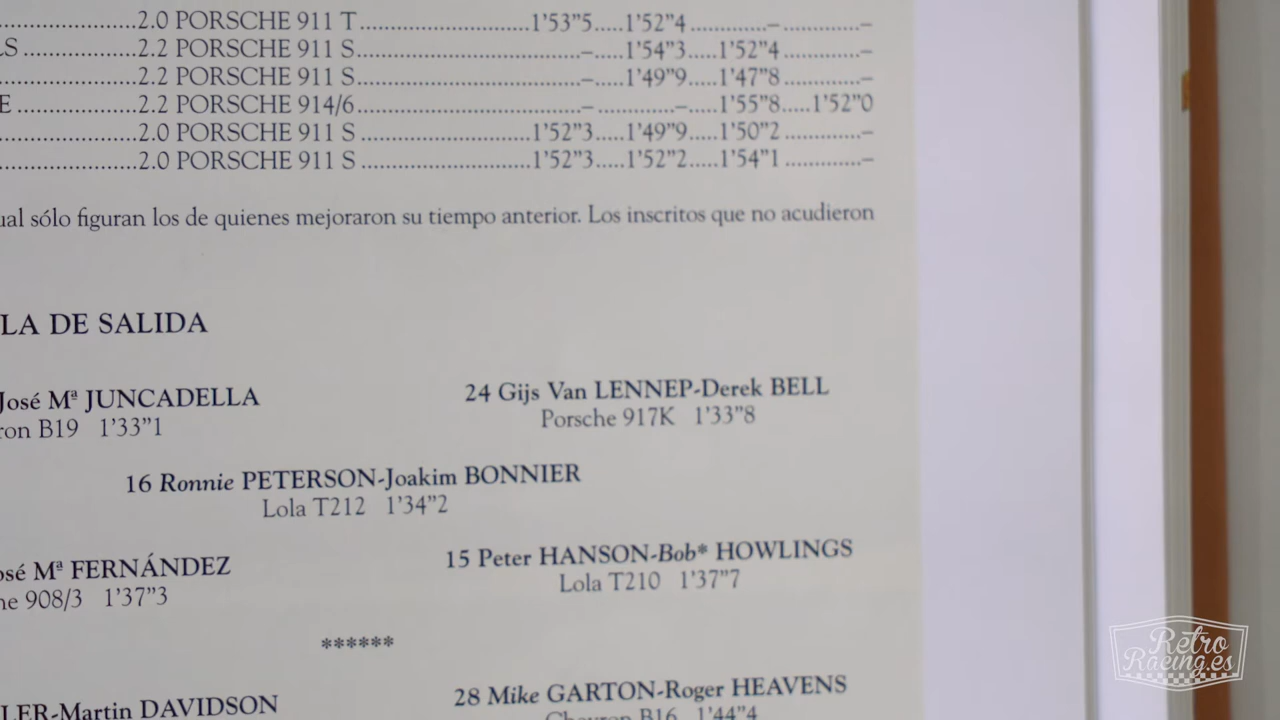 2.0 PORSCHE 911 T..........................1’53”5.....1’52”4 ............–............–
LS .................2.2 PORSCHE 911 S...................................–.....1’54”3.....1’52”4 ............–
.....................2.2 PORSCHE 911 S...................................–.....1’49”9.....1’47”8 ............–
E ..................2.2 PORSCHE 914/6...................................– ............–.....1’55”8.....1’52”0
.....................2.0 PORSCHE 911 S ..........................1’52”3.....1’49”9.....1’50”2 ............–
.....................2.0 PORSCHE 911 S ..........................1’52”3.....1’52”2.....1’54”1 ............–
ual sólo figuran los de quienes mejoraron su tiempo anterior. Los inscritos que no acudieron
LA DE SALIDA
José Mª JUNCADELLA
ron B19 1’33”1
24 Gijs Van LENNEP-Derek BELL
Porsche 917K 1’33”8
16 Ronnie PETERSON-Joakim BONNIER
Lola T212 1’34”2
osé Mª FERNÁNDEZ
he 908/3 1’37”3
15 Peter HANSON-Bob* HOWLINGS
Lola T210 1’37”7
******
LER-Martin DAVIDSON
28 Mike GARTON-Roger HEAVENS
Chevron B16 1’44”4
Retro
Racing.es